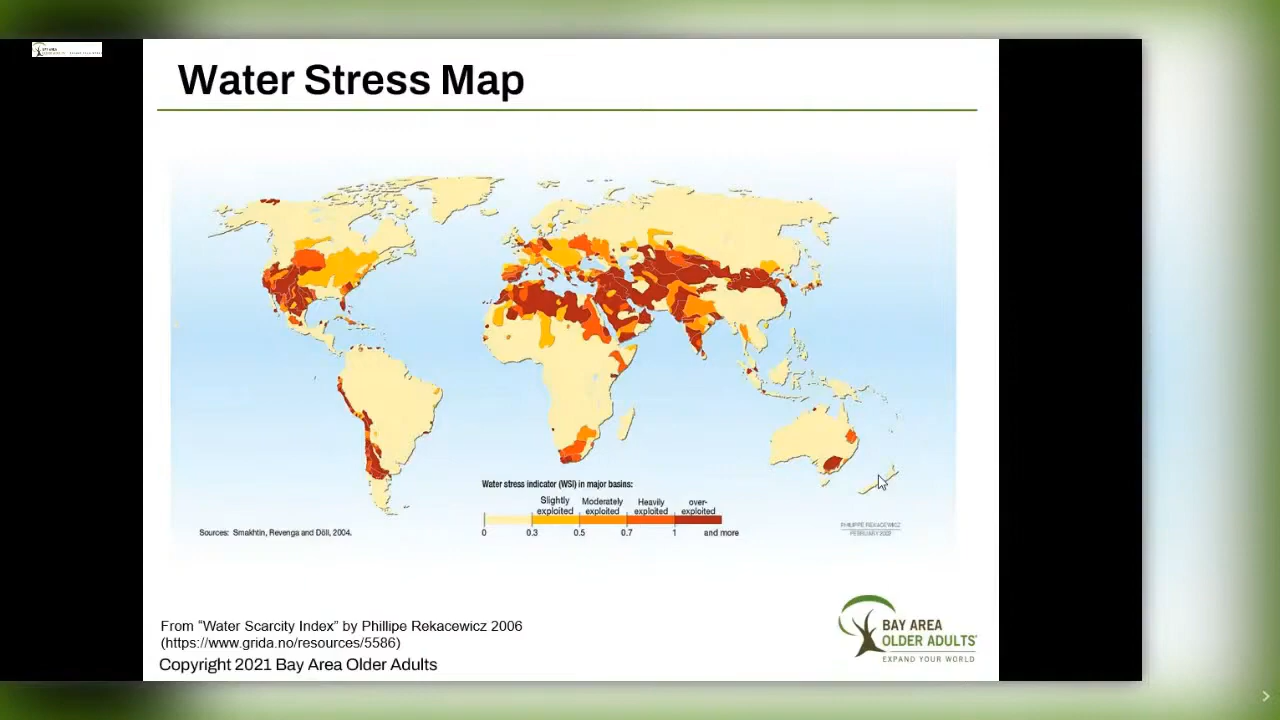 Water Stress Map
Water stress indicator (WSI) in major basins:
Slightly exploited
Moderately exploited
Heavily exploited
over-exploited
0 0.3 0.5 0.7 1 and more
Sources: Smakhtin, Revenga and Döll, 2004.
PHILIPPE REKACEWICZ
From “Water Scarcity Index” by Phillipe Rekacewicz 2006
(https://www.grida.no/resources/5586)
Copyright 2021 Bay Area Older Adults
BAY AREA
OLDER ADULTS
EXPAND YOUR WORLD